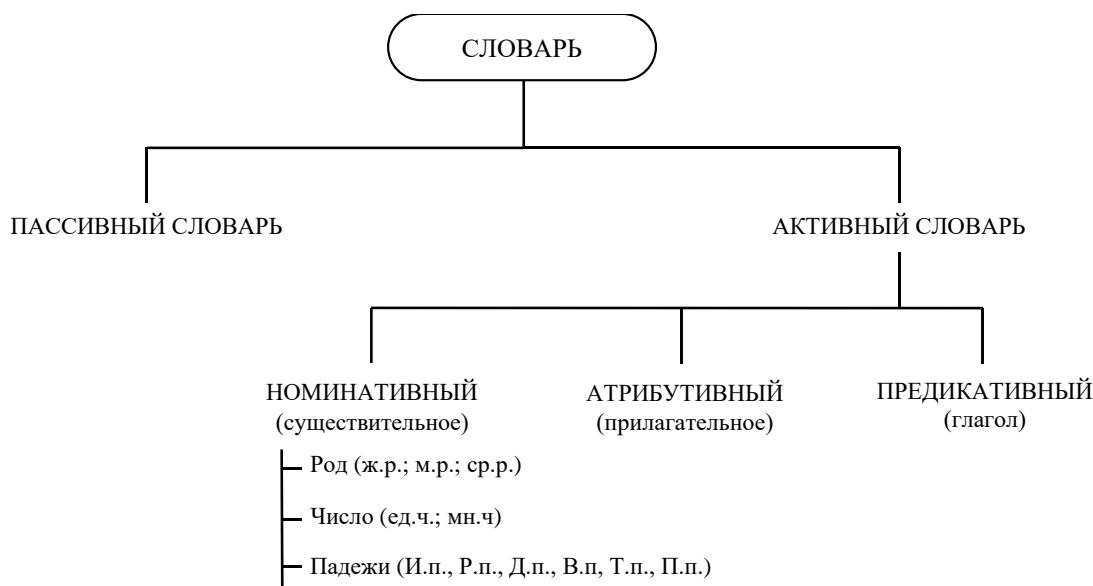 СЛОВАРЬ
ПАССИВНЫЙ СЛОВАРЬ
АКТИВНЫЙ СЛОВАРЬ
НОМИНАТИВНЫЙ
(существительное)
АТРИБУТИВНЫЙ
(прилагательное)
ПРЕДИКАТИВНЫЙ
(глагол)
Род (ж.р.; м.р.; ср.р.)
Число (ед.ч.; мн.ч)
Падежи (И.п., Р.п., Д.п., В.п, Т.п., П.п.)